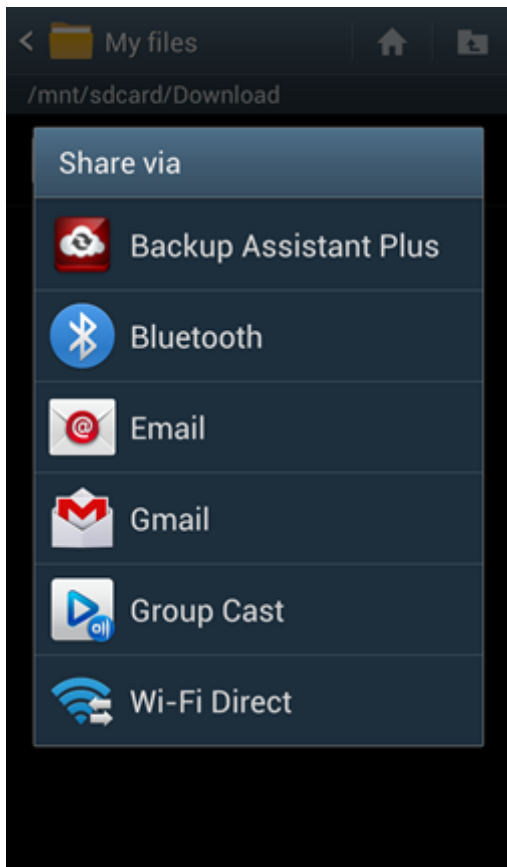 My files
/mnt/sdcard/Download
Share via
Backup Assistant Plus
Bluetooth
@
Email
Gmail
Group Cast
Wi-Fi Direct